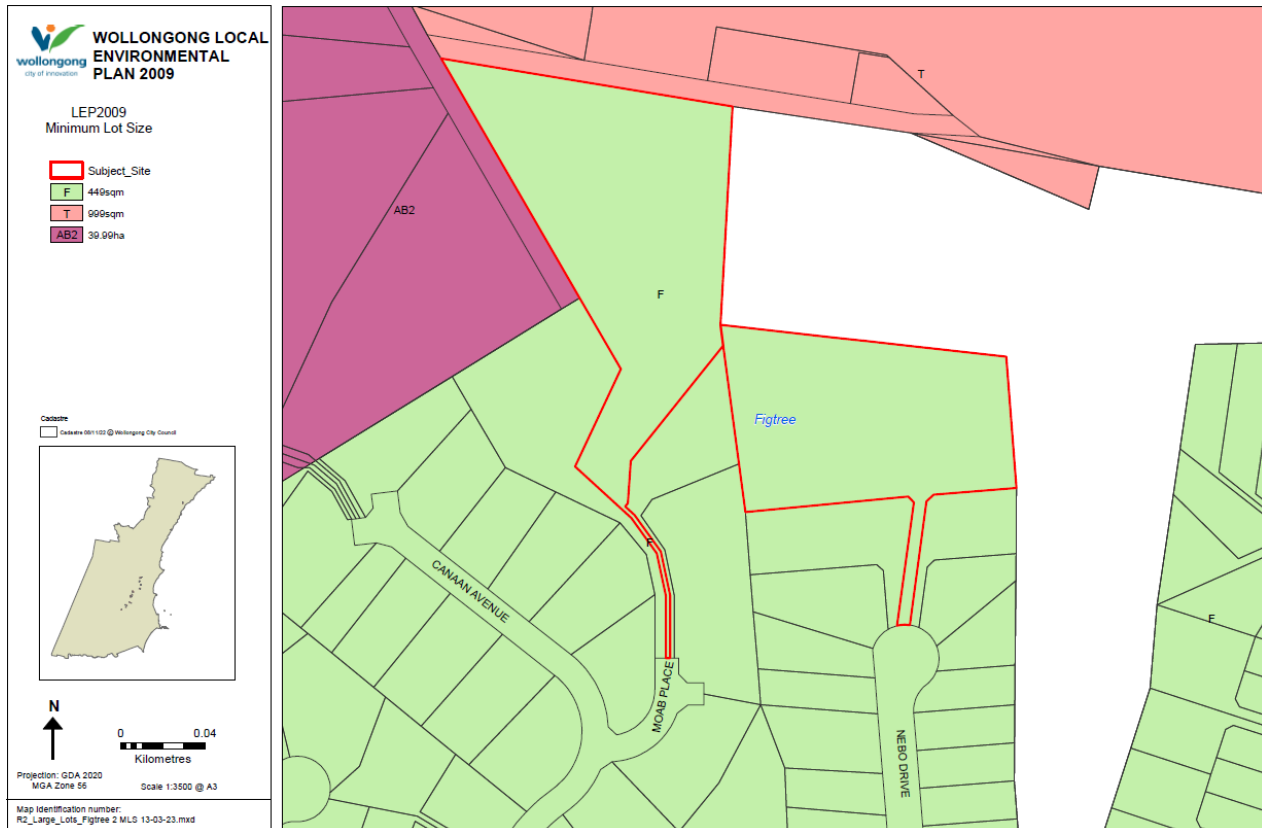 wollongong
city of innovation
WOLLONGONG LOCAL
ENVIRONMENTAL
PLAN 2009
LEP2009
Minimum Lot Size
Subject_Site
F 449sqm
T 999sqm
AB2 39.99ha
Cadastre
Cadastre 08/11/22 © Wollongong City Council
N
0 0.04
Kilometres
Projection: GDA 2020
MGA Zone 56
Scale 1:3500 @ A3
Map Identification number:
R2_Large_Lots_Figtree 2 MLS 13-03-23.mxd
T
AB2
F
Figtree
F
CANAAN AVENUE
F
MOAB PLACE
NEBO DRIVE